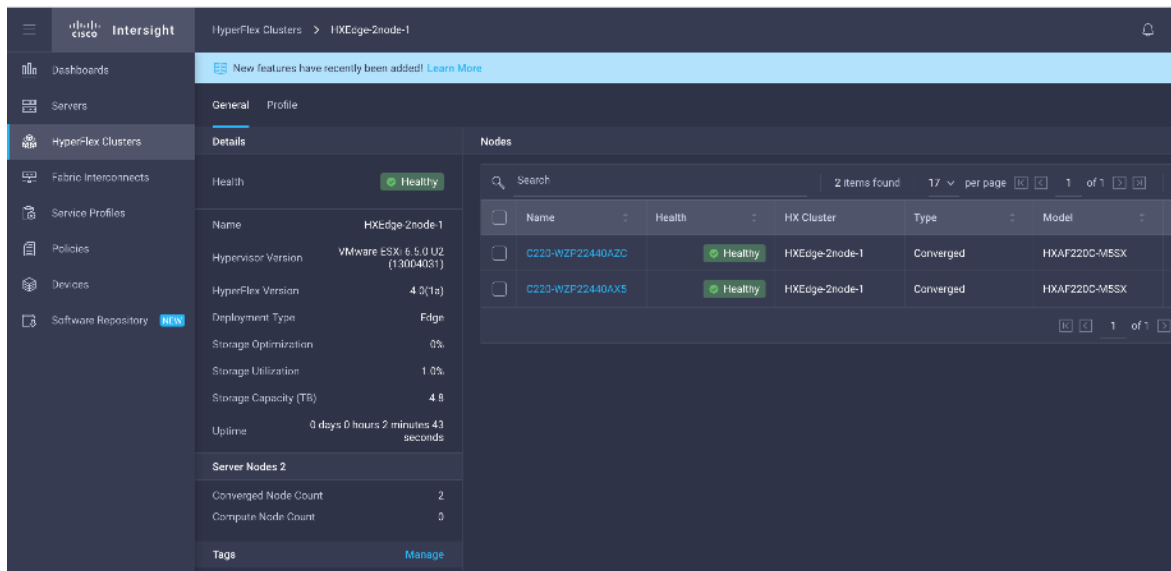 cisco Intersight
HyperFlex Clusters > HXEdge-2node-1
Dashboards
Servers
HyperFlex Clusters
Fabric Interconnects
Service Profiles
Policies
Devices
Software Repository NEW
New features have recently been added! Learn More
General Profile
Details
Health Healthy
Name HXEdge-2node-1
Hypervisor Version VMware ESXi 6.5.0 U2
(13004031)
HyperFlex Version 4.0(1a)
Deployment Type Edge
Storage Optimization 0%
Storage Utilization 1.0%
Storage Capacity (TB) 4.8
Uptime 0 days 0 hours 2 minutes 43
seconds
Server Nodes 2
Converged Node Count 2
Compute Node Count 0
Tags Manage
Nodes
Search 2 items found 17 per page 1 of 1
Name Health HX Cluster Type Model
C220-WZP22440AZC Healthy HXEdge-2node-1 Converged HXAF220C-M5SX
C220-WZP22440AX5 Healthy HXEdge-2node-1 Converged HXAF220C-M5SX
1 of 1